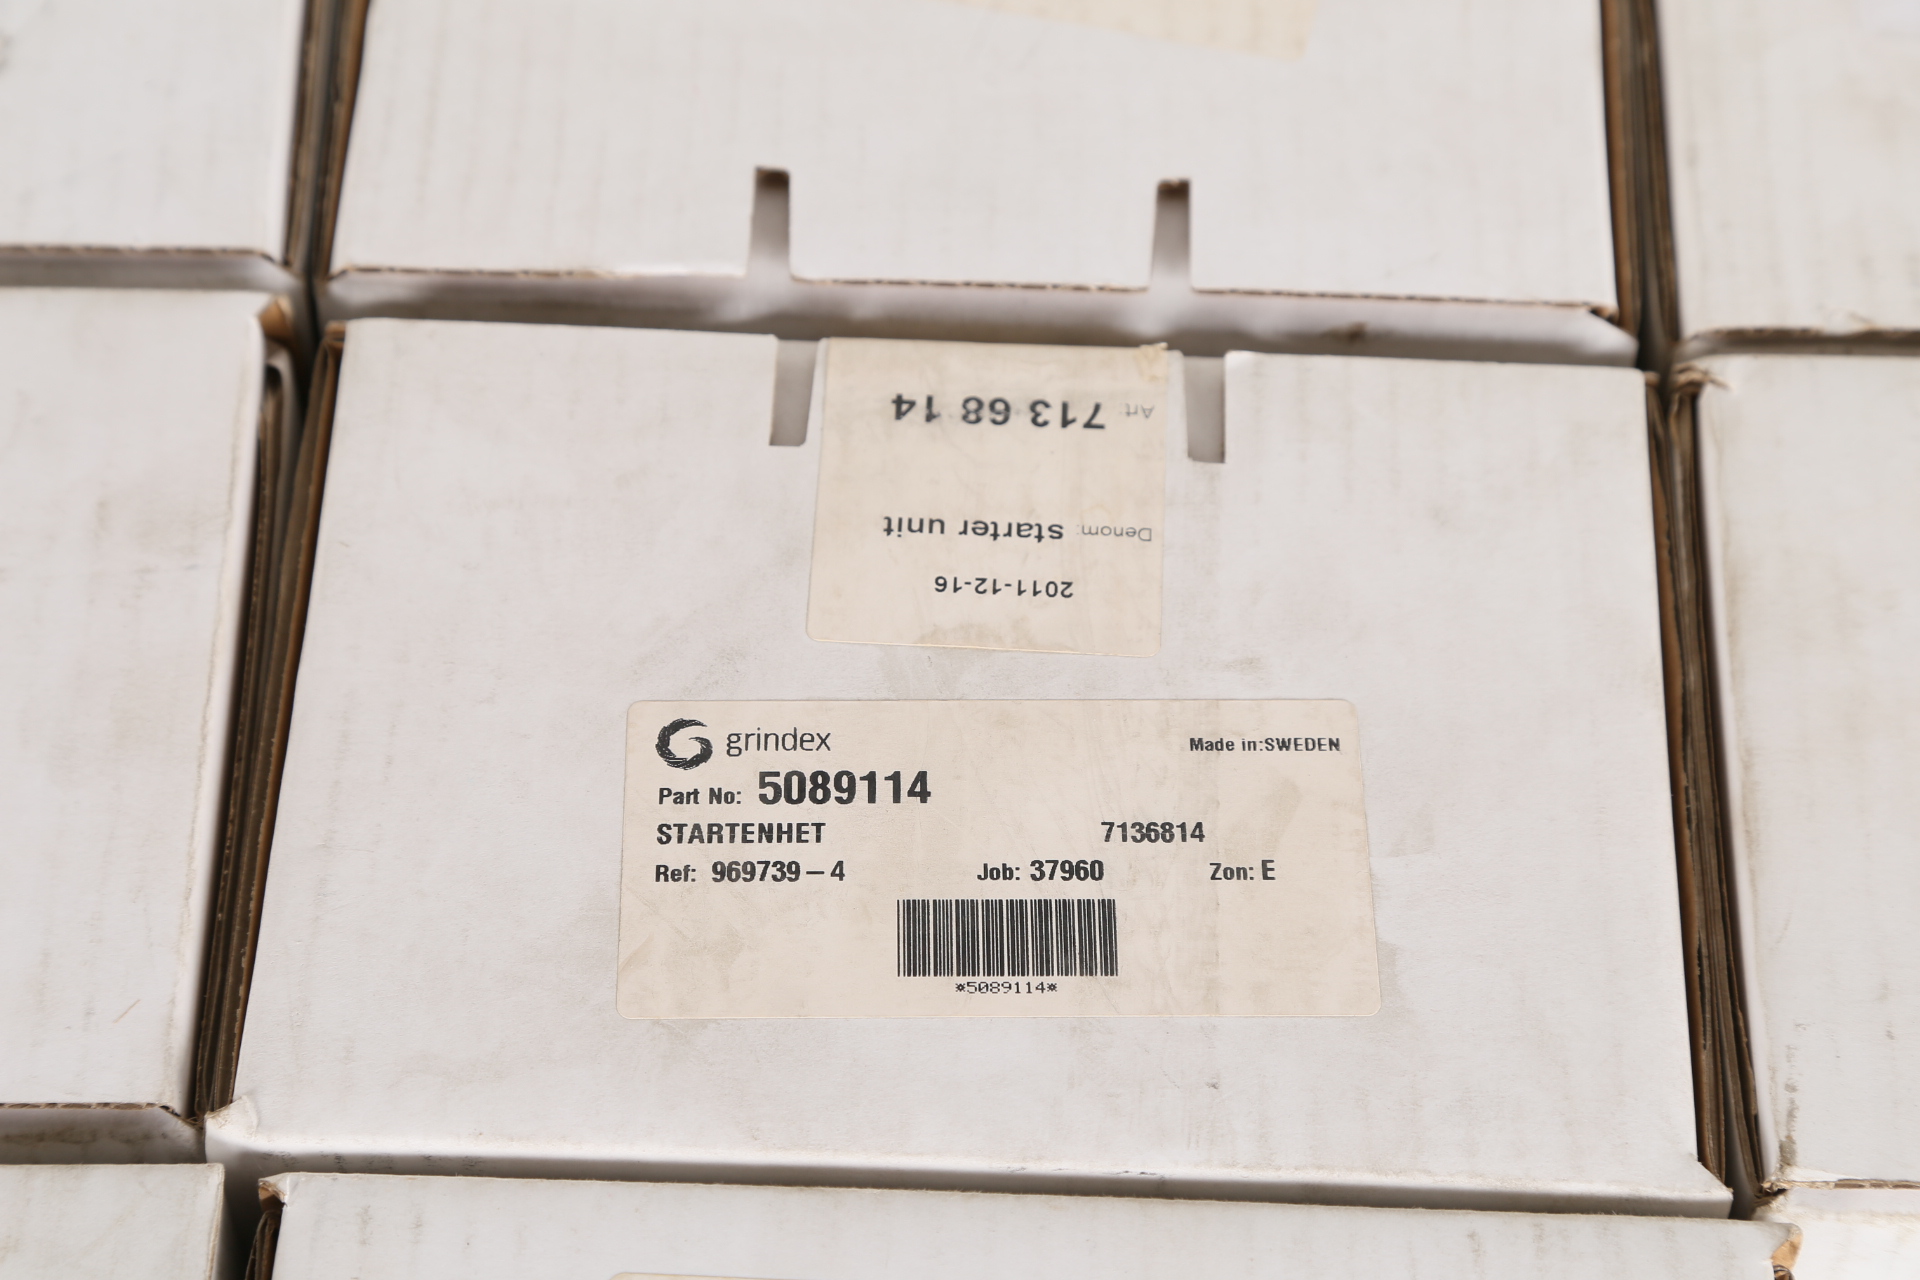 Art: 713 68 14
Denom: starter unit
2011-12-16
grindex
Made in:SWEDEN
Part No: 5089114
STARTENHET 7136814
Ref: 969739-4 Job: 37960 Zon: E
*5089114*